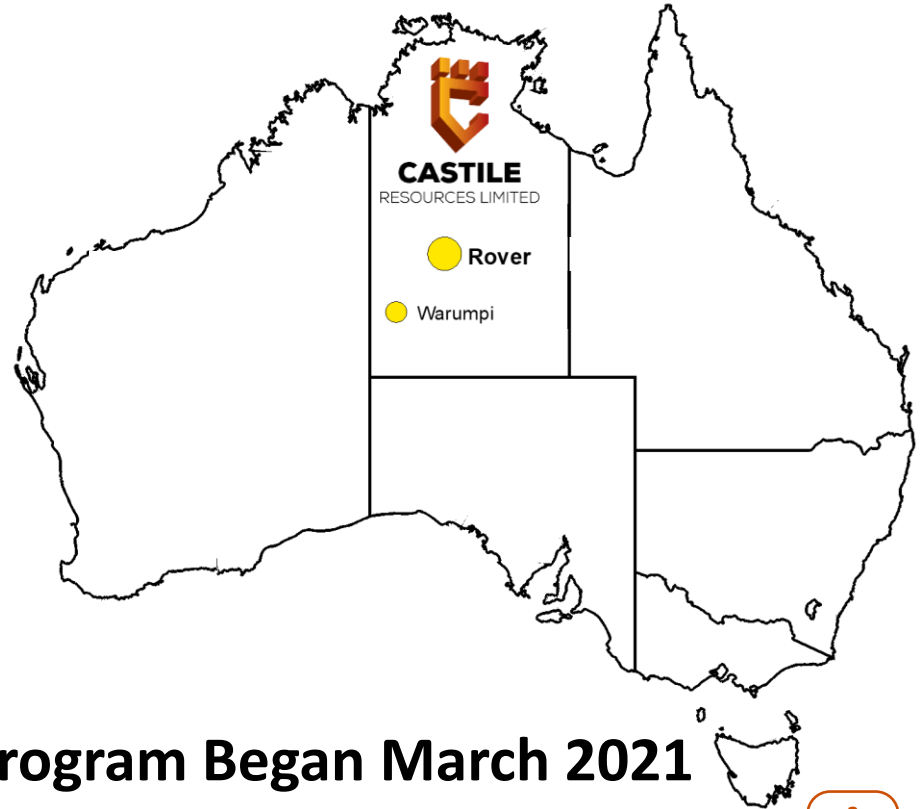 CASTILE
RESOURCES LIMITED
Rover
Warumpi
rogram Began March 2021